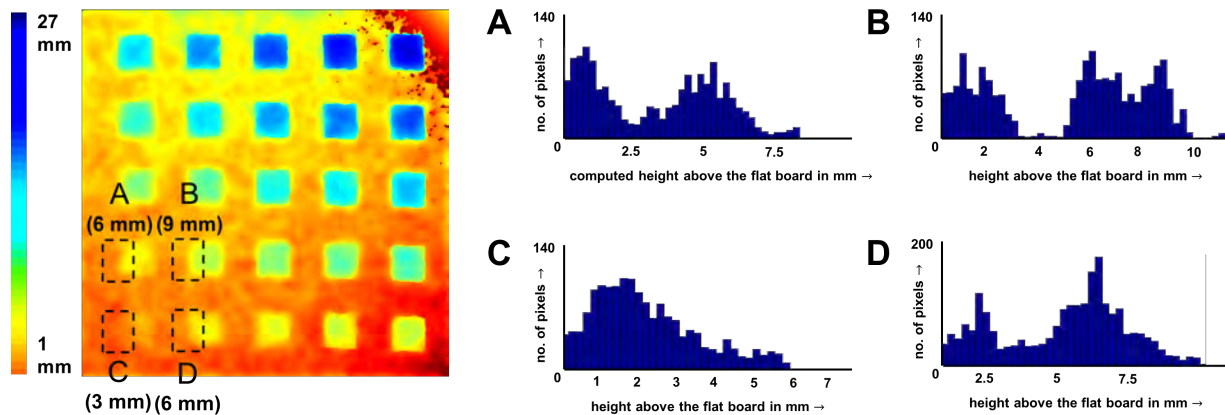 27
mm
1
mm
A
B
(6 mm)
(9 mm)
C
D
(3 mm)
(6 mm)
A
140
no. of pixels →
0
2.5
5
7.5
computed height above the flat board in mm →
B
140
no. of pixels →
0
2
4
6
8
10
height above the flat board in mm →
C
140
no. of pixels →
0
1
2
3
4
5
6
7
height above the flat board in mm →
D
200
no. of pixels →
0
2.5
5
7.5
height above the flat board in mm →